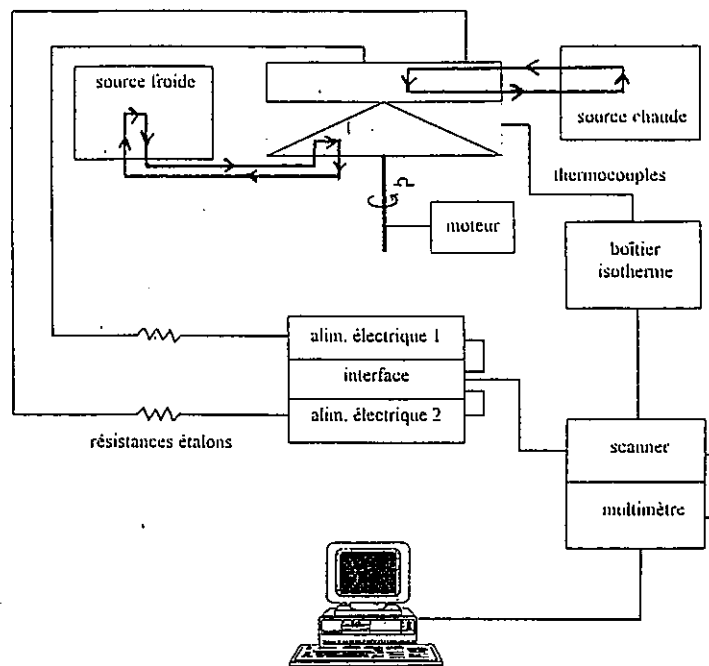 source froide
source chaude
thermocouples
Ω
moteur
boîtier
isotherme
alim. électrique 1
interface
alim. électrique 2
résistances étalons
scanner
multimètre